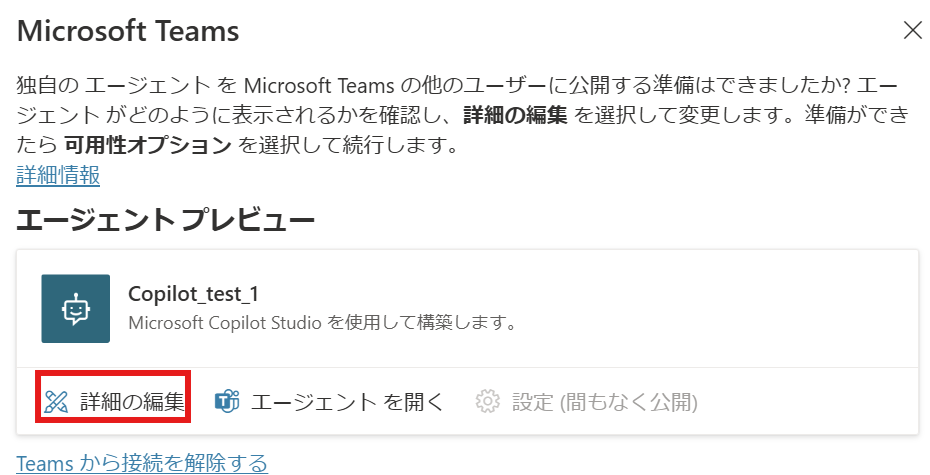 Microsoft Teams
独自の エージェント を Microsoft Teams の他のユーザーに公開する準備はできましたか? エー
ジェント がどのように表示されるかを確認し、詳細の編集 を選択して変更します。準備ができ
たら 可用性オプション を選択して続行します。
詳細情報
エージェント プレビュー
Copilot_test_1
Microsoft Copilot Studio を使用して構築します。
詳細の編集 エージェント を開く 設定 (間もなく公開)
Teams から接続を解除する